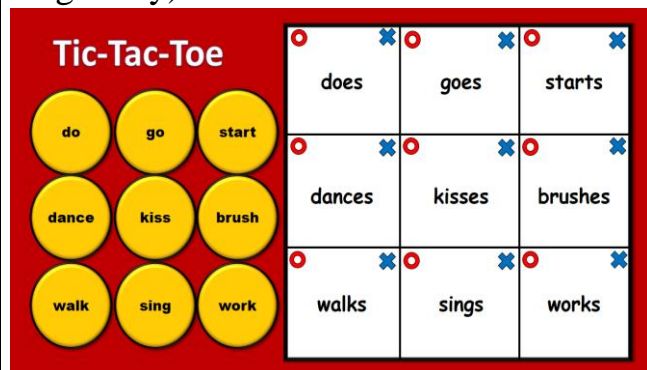 Tic-Tac-Toe
do go start
dance kiss brush
walk sing work
does goes starts
dances kisses brushes
walks sings works